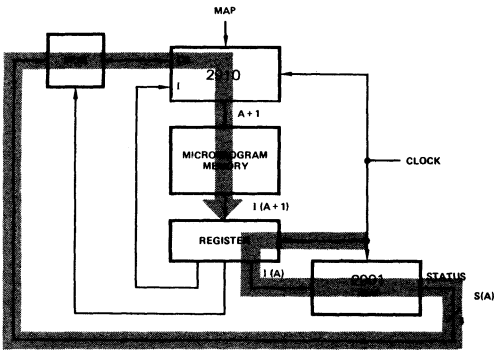 MAP
2910
I
A + 1
MICROPROGRAM
MEMORY
CLOCK
I (A + 1)
REGISTER
I (A)
STATUS
S(A)